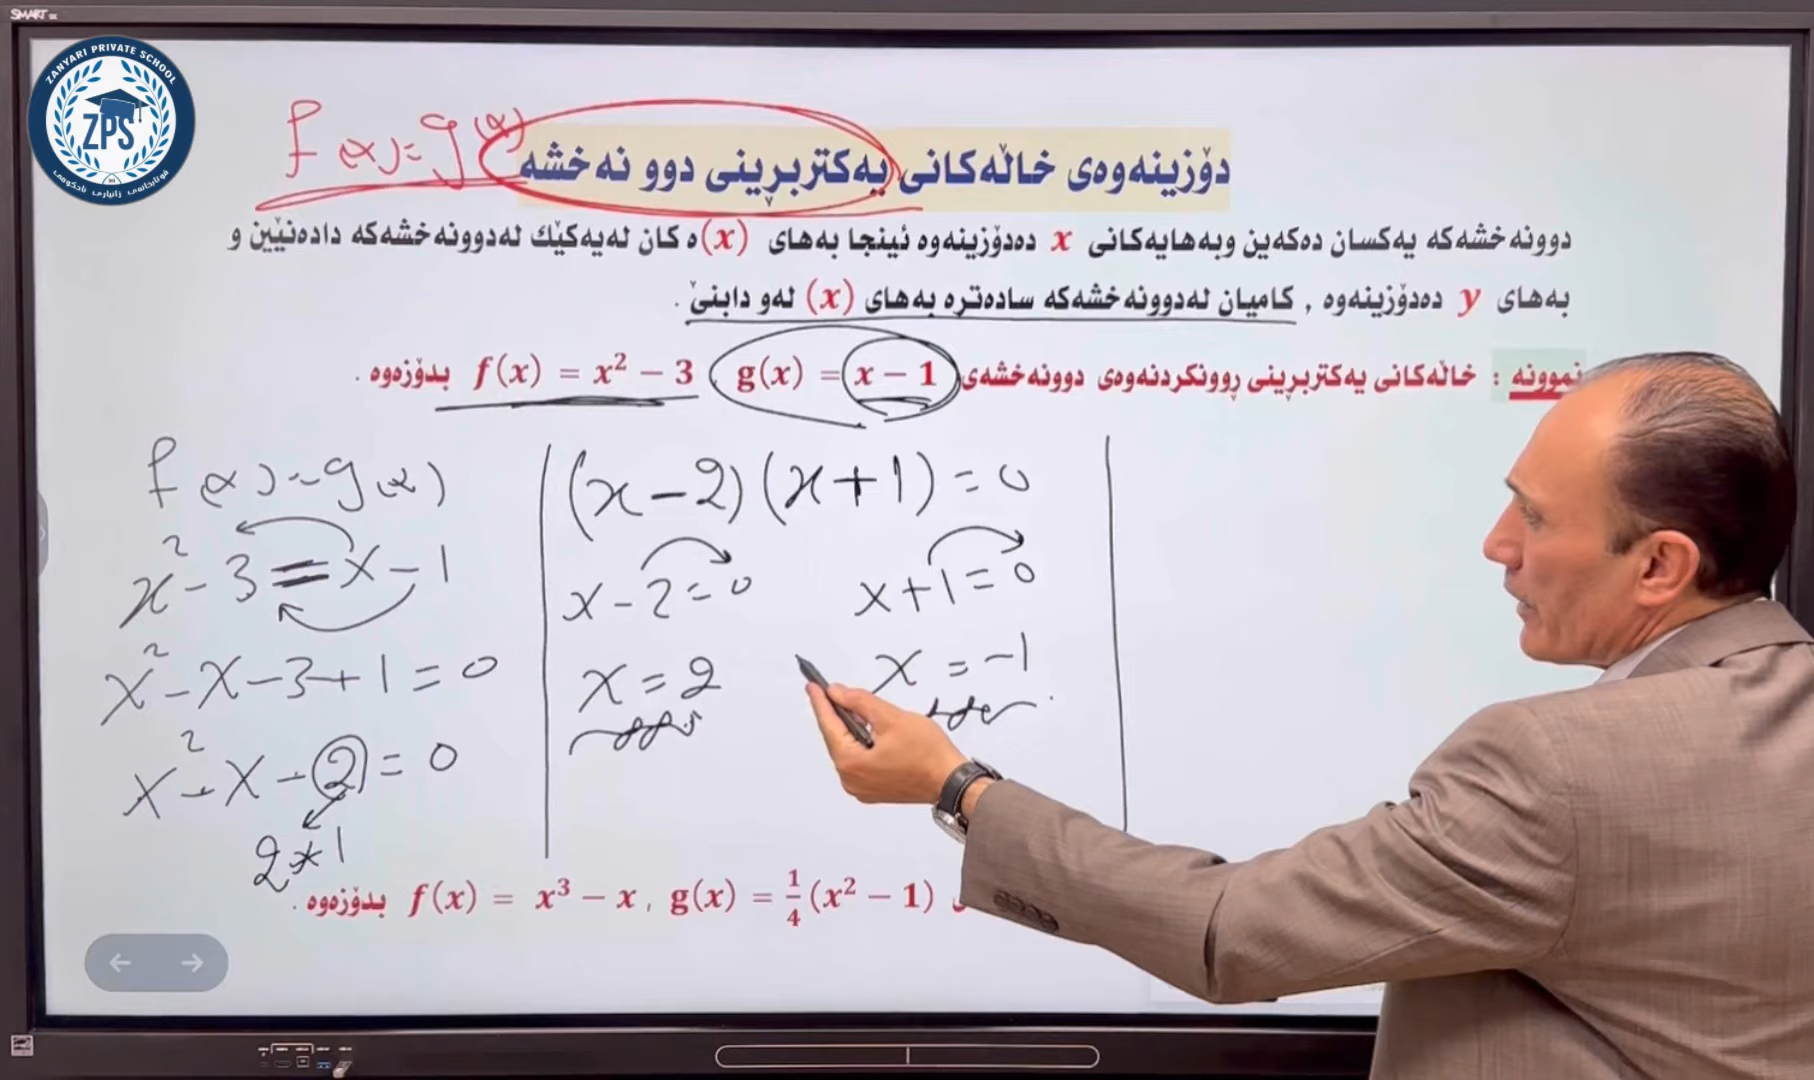 SMART
ZANYARI PRIVATE SCHOOL
ZPS
f(x) = g(x)
دۆزینەوەی خاڵەکانی یەکتربڕینی دوو نەخشە
دوونەخشەکە یەکسان دەکەین وبەهایەکانی x دەدۆزینەوە ئینجا بەهای (x)ە کان لەیەکێك لەدوونەخشەکە دادەنێین و
بەهای y دەدۆزینەوە , کامیان لەدوونەخشەکە سادەترە بەهای (x) لەو دابنێ .
نموونە : خاڵەکانی یەکتربڕینی ڕوونکردنەوەی دوونەخشەی f(x) = x² − 3 , g(x) = x − 1 بدۆزەوە .
f(x) = g(x)
x² - 3 = x - 1
x² - x - 3 + 1 = 0
x² - x - 2 = 0
2 * 1
(x - 2)(x + 1) = 0
x - 2 = 0 x + 1 = 0
x = 2 x = -1
f(x) = x³ − x , g(x) = 1/4 (x² − 1) بدۆزەوە .